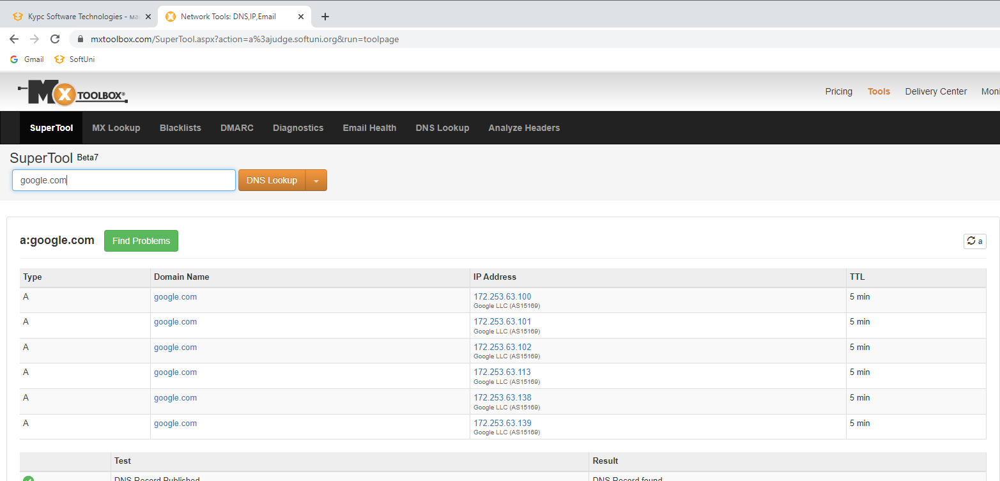 Курс Software Technologies - ма
Network Tools: DNS,IP,Email
mxtoolbox.com/SuperTool.aspx?action=a%3ajudge.softuni.org&run=toolpage
Gmail SoftUni
MX TOOLBOX®
Pricing Tools Delivery Center Moni
SuperTool MX Lookup Blacklists DMARC Diagnostics Email Health DNS Lookup Analyze Headers
SuperTool Beta7
google.com DNS Lookup
a:google.com Find Problems a
Type Domain Name IP Address TTL
A google.com 172.253.63.100 5 min
Google LLC (AS15169)
A google.com 172.253.63.101 5 min
Google LLC (AS15169)
A google.com 172.253.63.102 5 min
Google LLC (AS15169)
A google.com 172.253.63.113 5 min
Google LLC (AS15169)
A google.com 172.253.63.138 5 min
Google LLC (AS15169)
A google.com 172.253.63.139 5 min
Google LLC (AS15169)
Test Result
DNS Record Published DNS Record found